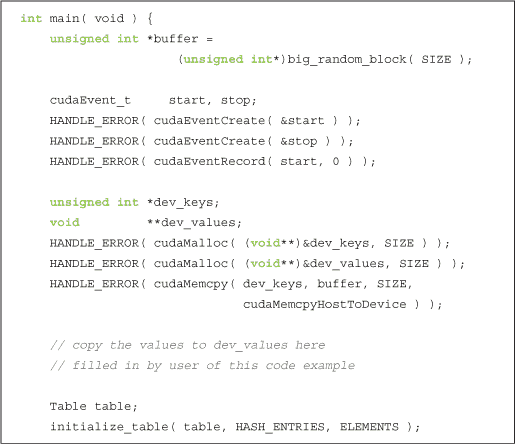 int main( void ) {
    unsigned int *buffer =
                     (unsigned int*)big_random_block( SIZE );
    cudaEvent_t     start, stop;
    HANDLE_ERROR( cudaEventCreate( &start ) );
    HANDLE_ERROR( cudaEventCreate( &stop ) );
    HANDLE_ERROR( cudaEventRecord( start, 0 ) );
    unsigned int *dev_keys;
    void         **dev_values;
    HANDLE_ERROR( cudaMalloc( (void**)&dev_keys, SIZE ) );
    HANDLE_ERROR( cudaMalloc( (void**)&dev_values, SIZE ) );
    HANDLE_ERROR( cudaMemcpy( dev_keys, buffer, SIZE,
                              cudaMemcpyHostToDevice ) );
    // copy the values to dev_values here
    // filled in by user of this code example
    Table table;
    initialize_table( table, HASH_ENTRIES, ELEMENTS );